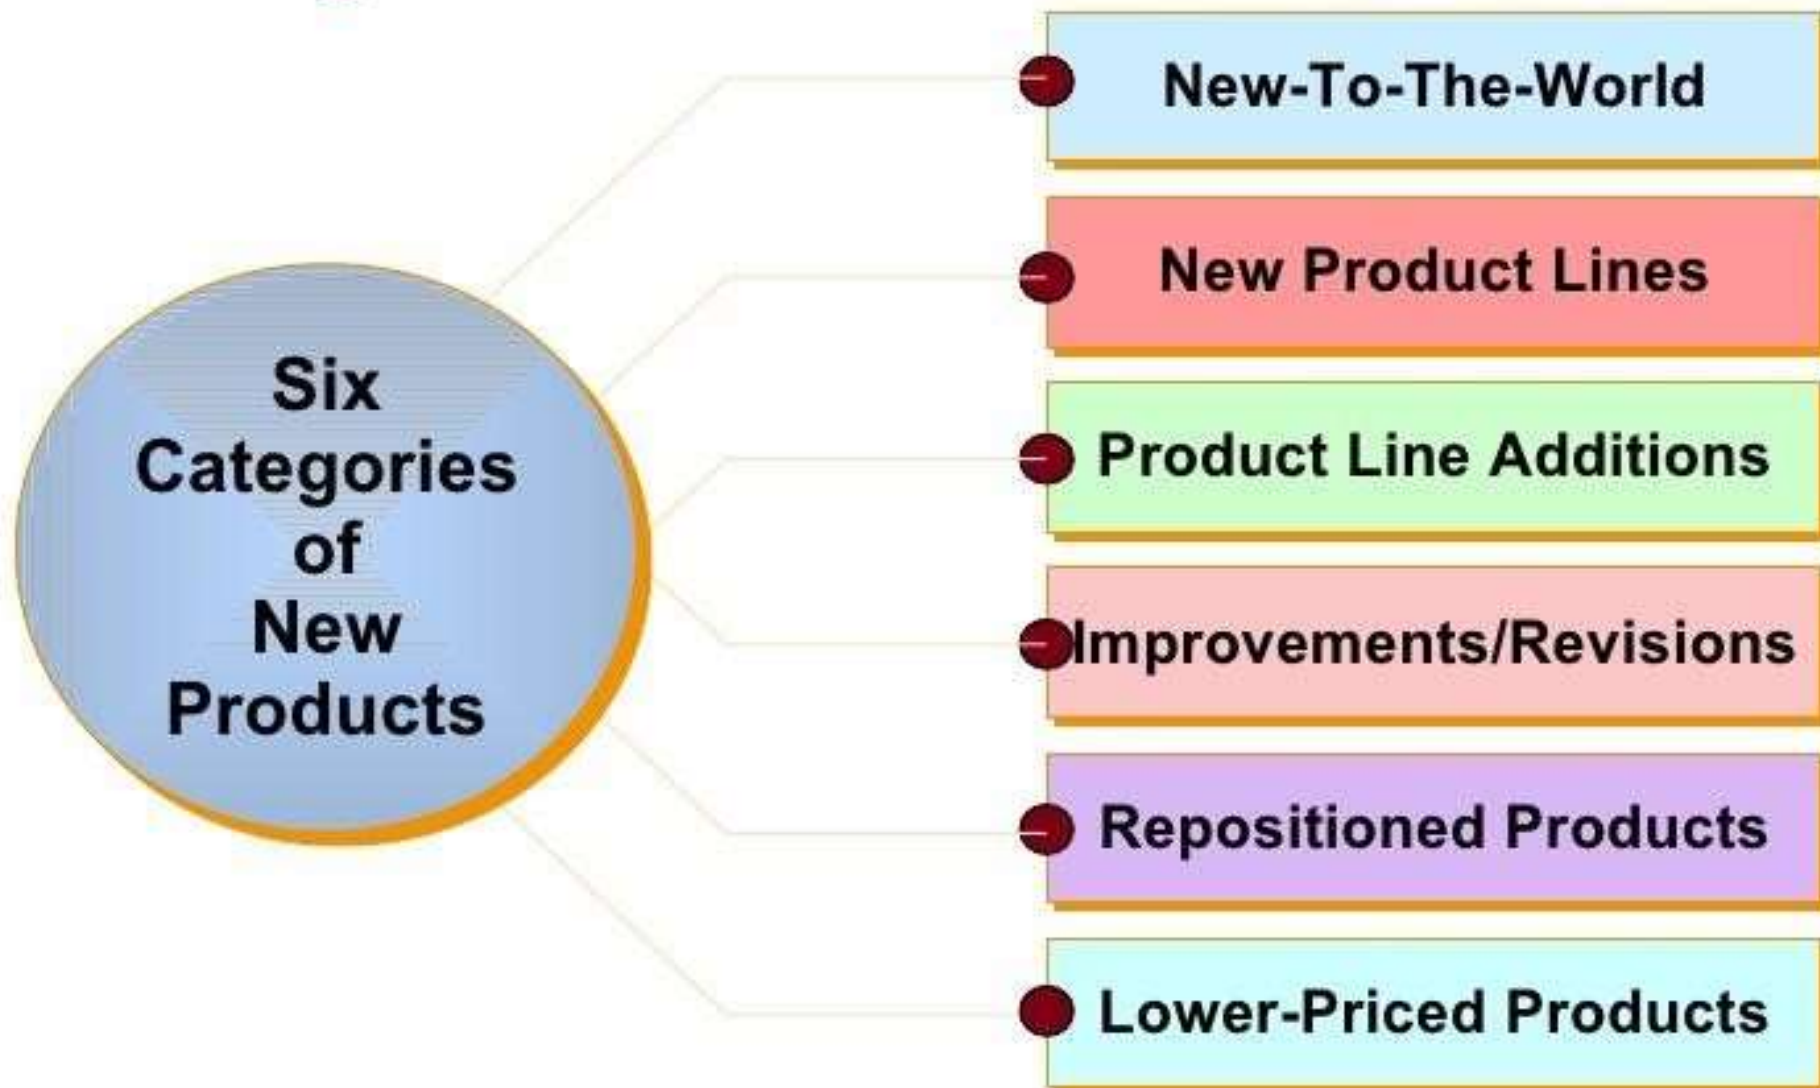 Six
Categories
of
New
Products
New-To-The-World
New Product Lines
Product Line Additions
Improvements/Revisions
Repositioned Products
Lower-Priced Products